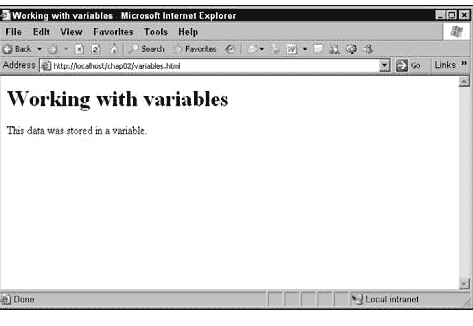 Working with variables - Microsoft Internet Explorer
File Edit View Favorites Tools Help
Back Search Favorites
Address http://localhost/chap02/variables.html Go Links »
Working with variables
This data was stored in a variable.
Done Local intranet